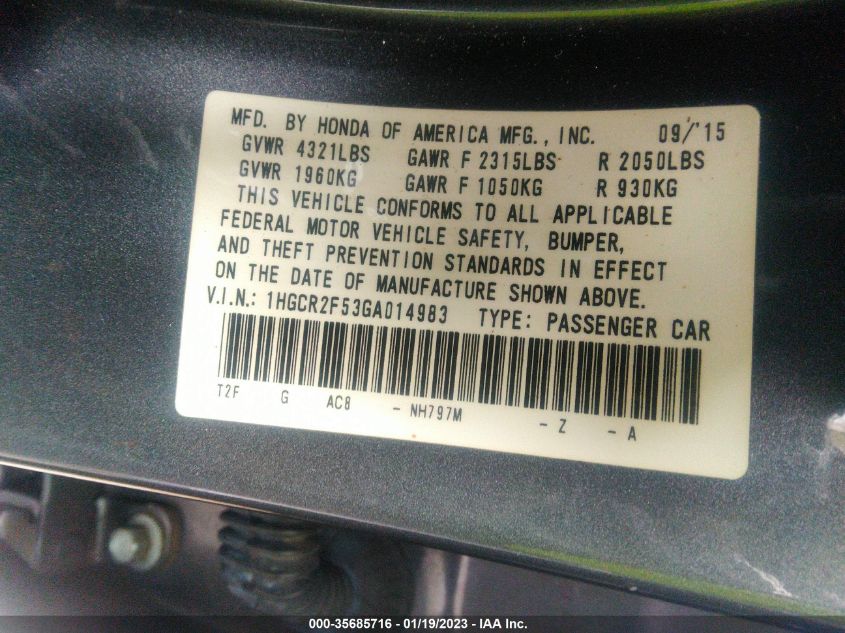 MFD. BY HONDA OF AMERICA MFG., INC. 09/'15
GVWR 4321LBS GAWR F 2315LBS R 2050LBS
GVWR 1960KG GAWR F 1050KG R 930KG
THIS VEHICLE CONFORMS TO ALL APPLICABLE
FEDERAL MOTOR VEHICLE SAFETY, BUMPER,
AND THEFT PREVENTION STANDARDS IN EFFECT
ON THE DATE OF MANUFACTURE SHOWN ABOVE.
V.I.N.: 1HGCR2F53GA014983 TYPE: PASSENGER CAR
T2F G AC8 - NH797M - Z - A
000-35685716 - 01/19/2023 - IAA Inc.